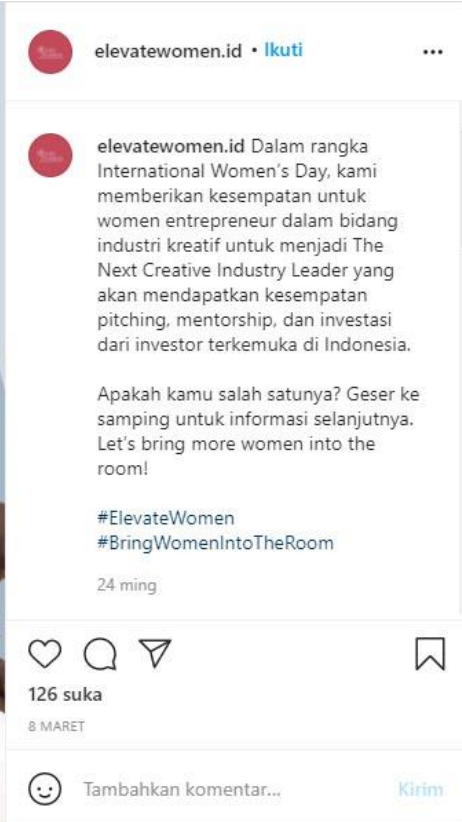 elevatewomen.id • Ikuti
elevatewomen.id Dalam rangka
International Women's Day, kami
memberikan kesempatan untuk
women entrepreneur dalam bidang
industri kreatif untuk menjadi The
Next Creative Industry Leader yang
akan mendapatkan kesempatan
pitching, mentorship, dan investasi
dari investor terkemuka di Indonesia.
Apakah kamu salah satunya? Geser ke
samping untuk informasi selanjutnya.
Let's bring more women into the
room!
#ElevateWomen
#BringWomenIntoTheRoom
24 ming
126 suka
8 MARET
Tambahkan komentar... Kirim